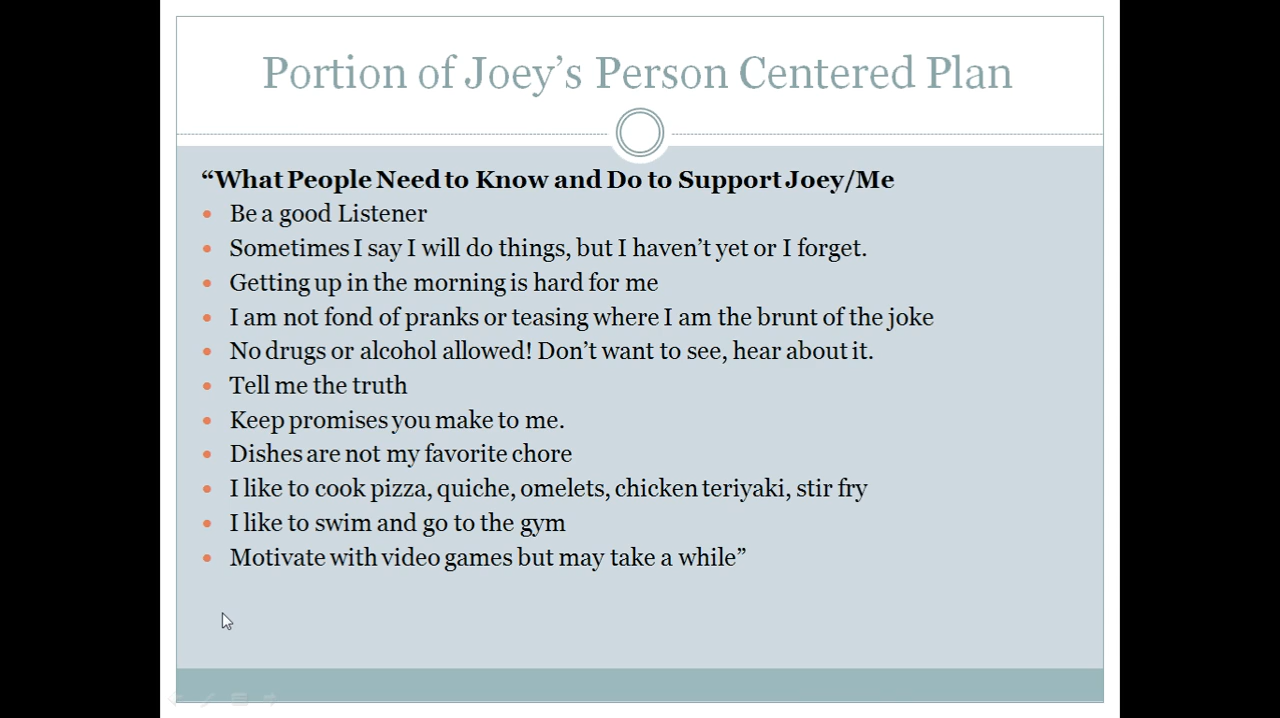 Portion of Joey’s Person Centered Plan
“What People Need to Know and Do to Support Joey/Me
Be a good Listener
Sometimes I say I will do things, but I haven’t yet or I forget.
Getting up in the morning is hard for me
I am not fond of pranks or teasing where I am the brunt of the joke
No drugs or alcohol allowed! Don’t want to see, hear about it.
Tell me the truth
Keep promises you make to me.
Dishes are not my favorite chore
I like to cook pizza, quiche, omelets, chicken teriyaki, stir fry
I like to swim and go to the gym
Motivate with video games but may take a while”